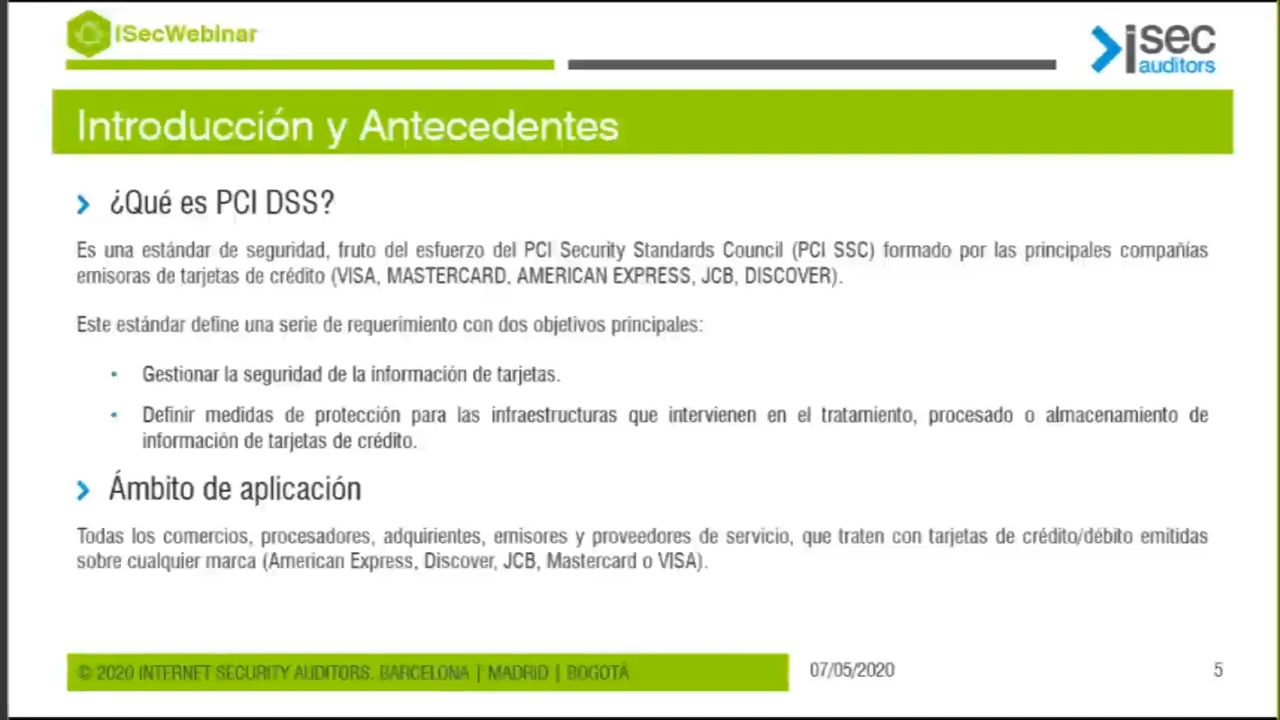 ISecWebinar
isec
auditors
Introducción y Antecedentes
¿Qué es PCI DSS?
Es una estándar de seguridad, fruto del esfuerzo del PCI Security Standards Council (PCI SSC) formado por las principales compañías
emisoras de tarjetas de crédito (VISA, MASTERCARD, AMERICAN EXPRESS, JCB, DISCOVER).
Este estándar define una serie de requerimiento con dos objetivos principales:
• Gestionar la seguridad de la información de tarjetas.
• Definir medidas de protección para las infraestructuras que intervienen en el tratamiento, procesado o almacenamiento de
información de tarjetas de crédito.
Ámbito de aplicación
Todas los comercios, procesadores, adquirientes, emisores y proveedores de servicio, que traten con tarjetas de crédito/débito emitidas
sobre cualquier marca (American Express, Discover, JCB, Mastercard o VISA).
© 2020 INTERNET SECURITY AUDITORS. BARCELONA | MADRID | BOGOTÁ
07/05/2020
5